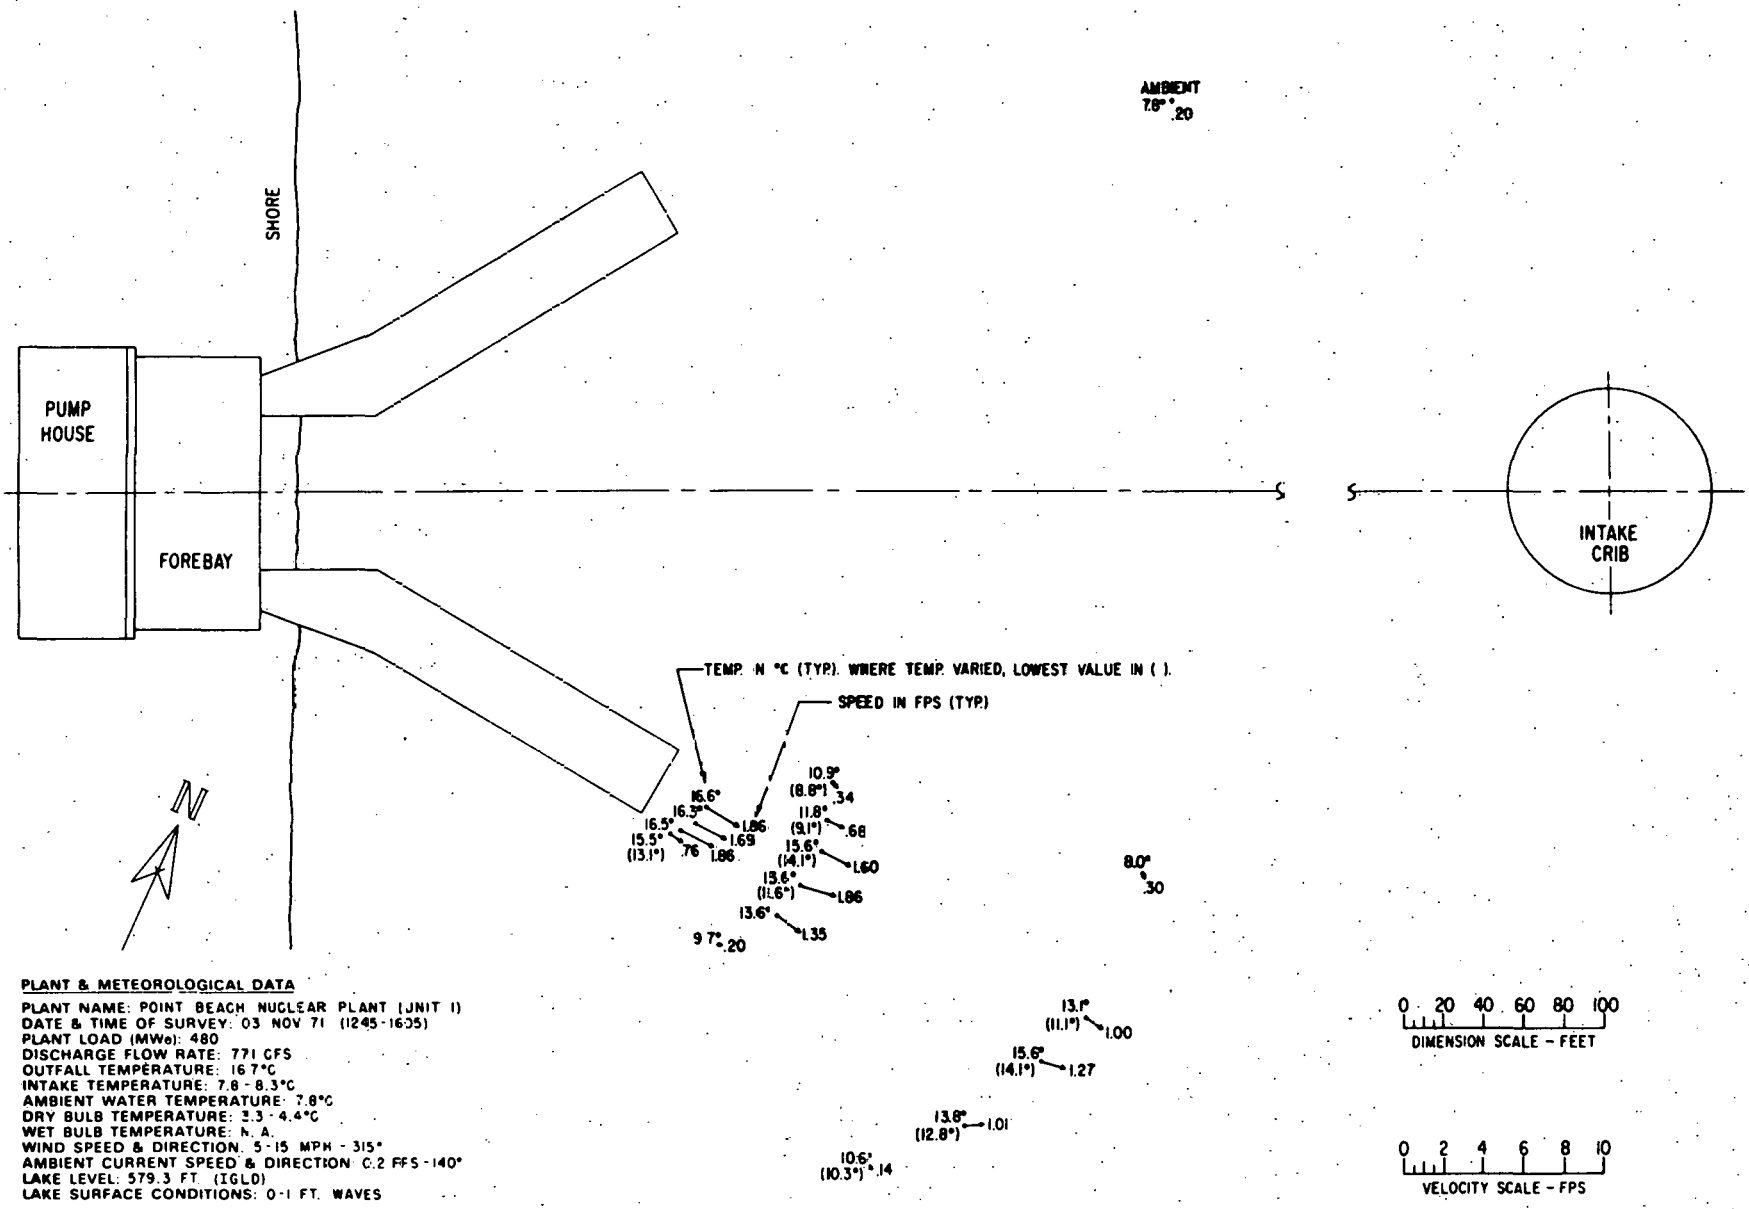 AMBIENT
7.8° .20
SHORE
PUMP
HOUSE
FOREBAY
INTAKE
CRIB
TEMP. IN °C (TYP.). WHERE TEMP. VARIED, LOWEST VALUE IN ( ).
SPEED IN FPS (TYP.)
N
16.6°
1.86
16.3°
1.69
16.5°
1.86
15.5°
(13.1°) .76
10.9°
(8.8°)
.34
11.8°
(9.1°) .68
15.6°
(14.1°) 1.60
13.6°
(11.6°) 1.86
13.6°
1.35
9.7° .20
8.0°
.30
13.1°
(11.1°) 1.00
15.6°
(14.1°) 1.27
13.8°
(12.8°) 1.01
10.6°
(10.3°) .14
PLANT & METEOROLOGICAL DATA
PLANT NAME: POINT BEACH NUCLEAR PLANT (UNIT 1)
DATE & TIME OF SURVEY: 03 NOV 71 (1245-1605)
PLANT LOAD (MWe): 480
DISCHARGE FLOW RATE: 771 CFS
OUTFALL TEMPERATURE: 16.7°C
INTAKE TEMPERATURE: 7.8 - 8.3°C
AMBIENT WATER TEMPERATURE: 7.8°C
DRY BULB TEMPERATURE: 3.3 - 4.4°C
WET BULB TEMPERATURE: N. A.
WIND SPEED & DIRECTION: 5-15 MPH - 315°
AMBIENT CURRENT SPEED & DIRECTION: 0.2 FPS - 140°
LAKE LEVEL: 579.3 FT. (IGLD)
LAKE SURFACE CONDITIONS: 0-1 FT. WAVES
0 20 40 60 80 100
DIMENSION SCALE - FEET
0 2 4 6 8 10
VELOCITY SCALE - FPS